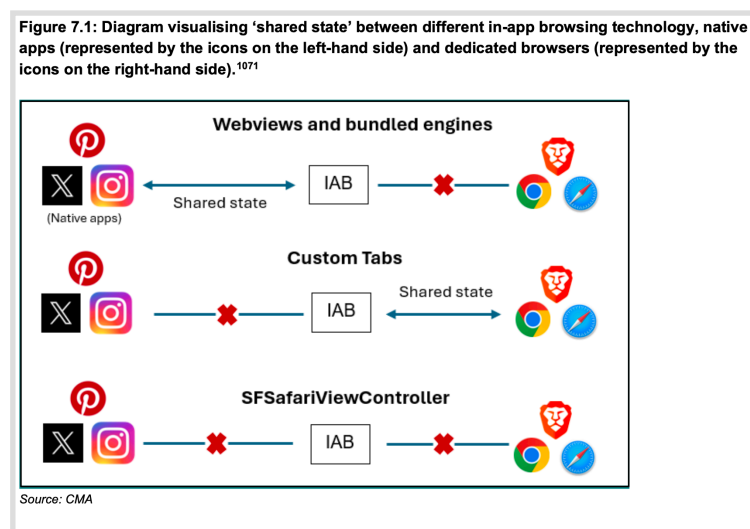 Figure 7.1: Diagram visualising ‘shared state’ between different in-app browsing technology, native
apps (represented by the icons on the left-hand side) and dedicated browsers (represented by the
icons on the right-hand side).1071
Webviews and bundled engines
Shared state
IAB
(Native apps)
Custom Tabs
IAB
Shared state
SFSafariViewController
IAB
Source: CMA